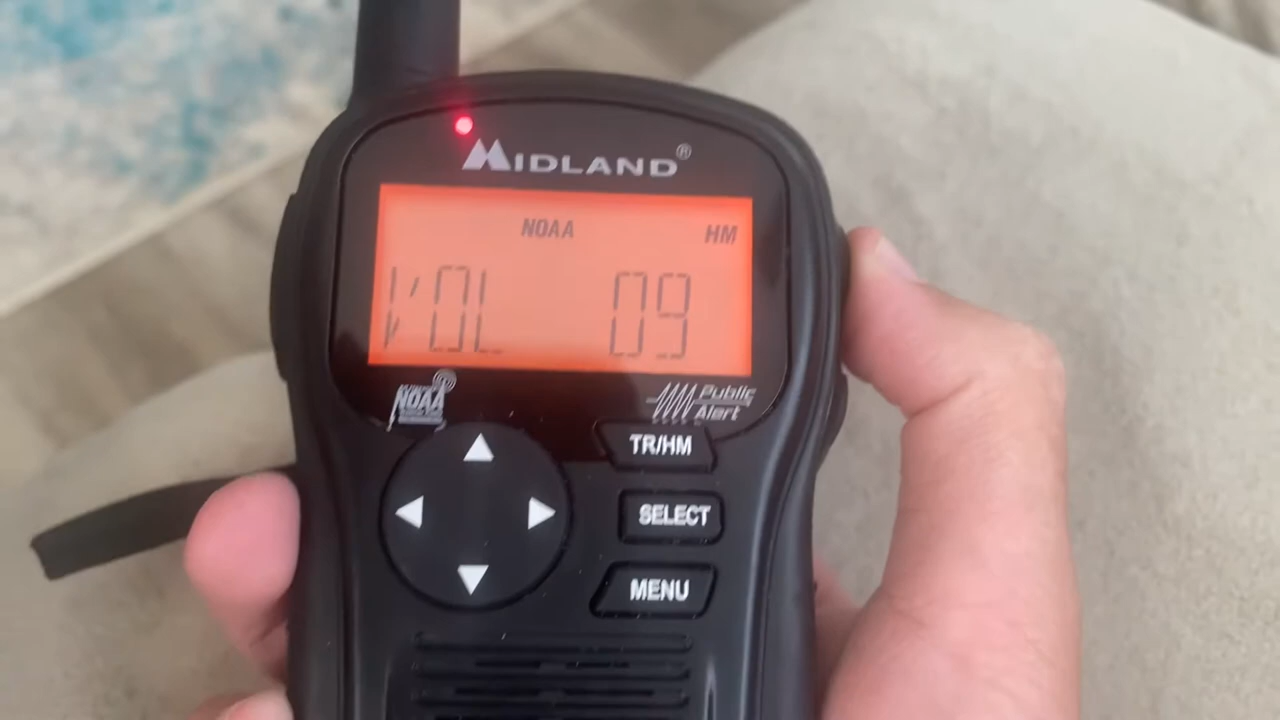 MIDLAND®
NOAA HM
VOL 09
NOAA
Public
Alert
TR/HM
SELECT
MENU